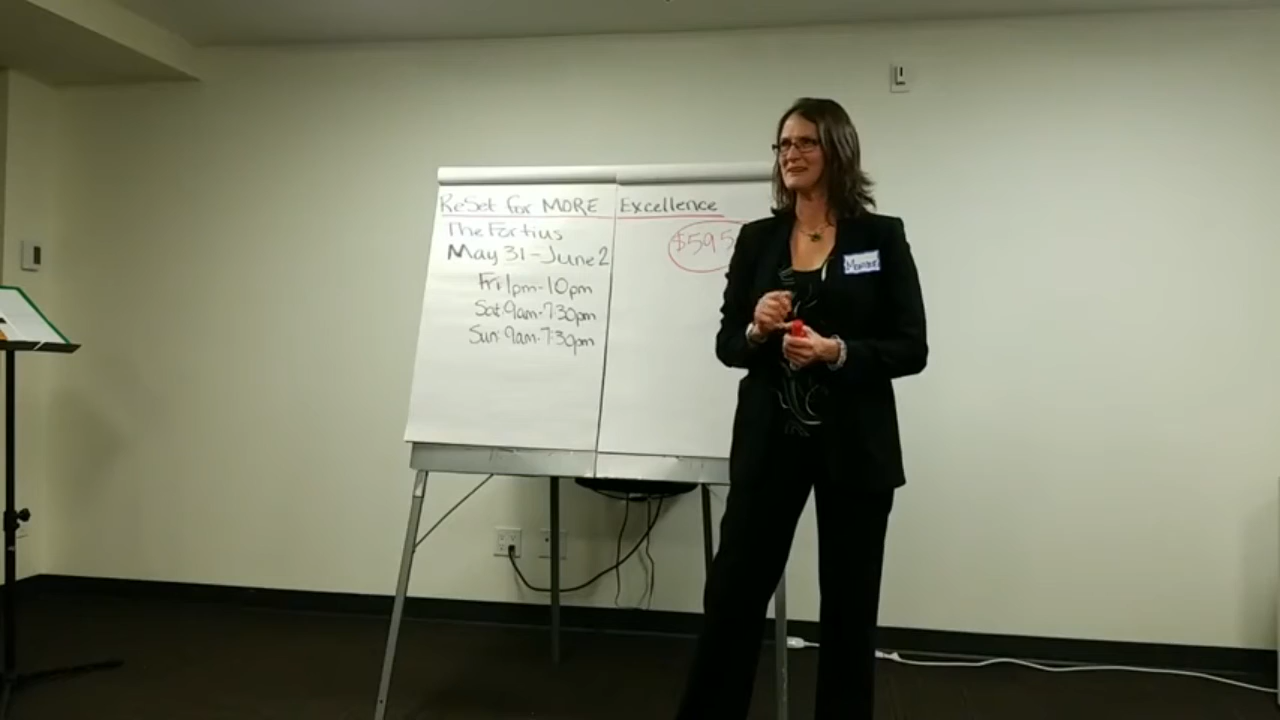 ReSet for MORE Excellence
The Fortius
May 31 - June 2
$595
Fri 1pm-10pm
Sat: 9am-7:30pm
Sun: 9am-7:30pm